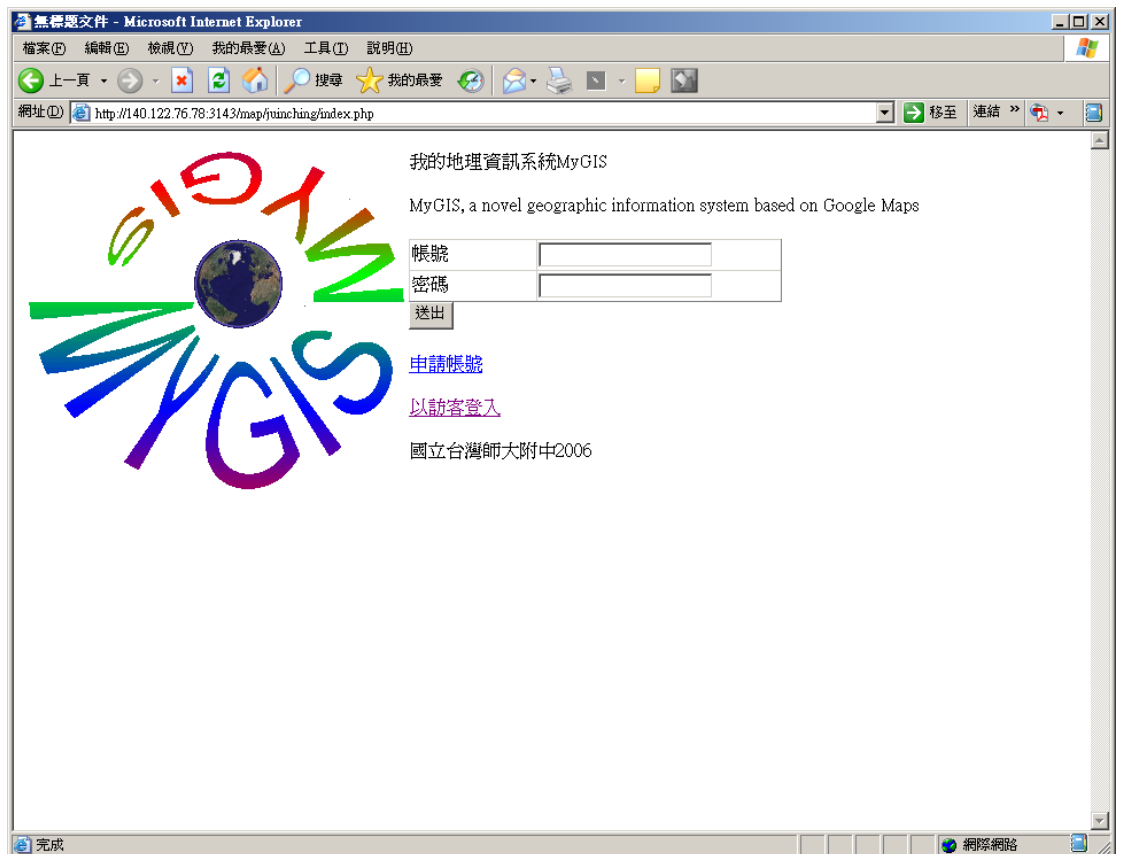 無標題文件 - Microsoft Internet Explorer
檔案(F) 編輯(E) 檢視(V) 我的最愛(A) 工具(T) 說明(H)
上一頁 搜尋 我的最愛
網址(D) http://140.122.76.78:3143/map/juinching/index.php 移至 連結 »
MyGIS
MYGIS
我的地理資訊系統MyGIS
MyGIS, a novel geographic information system based on Google Maps
帳號
密碼
送出
申請帳號
以訪客登入
國立台灣師大附中2006
完成 網際網路